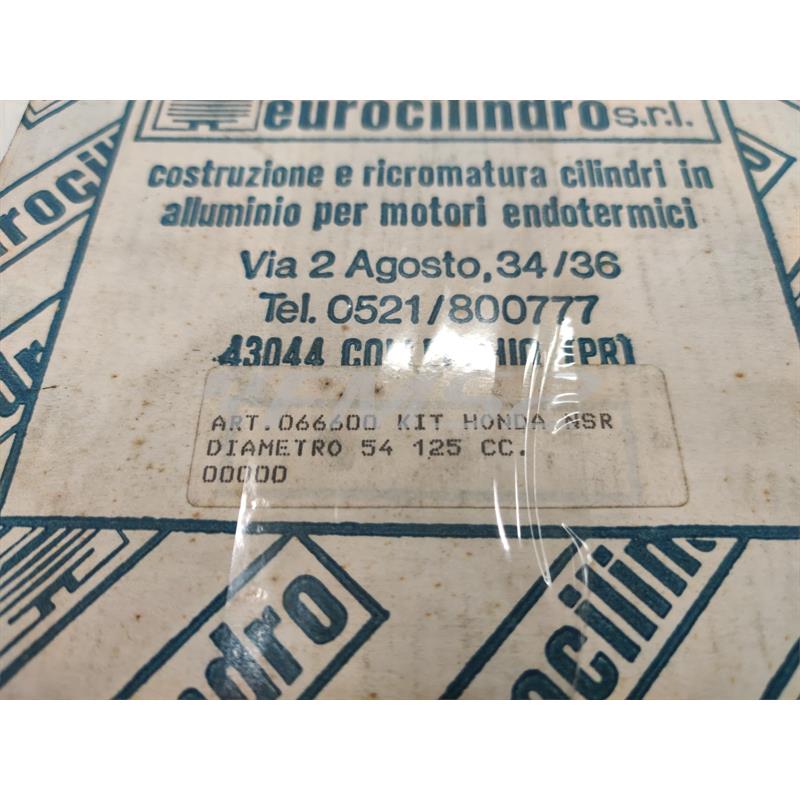 eurocilindro s.r.l.
costruzione e ricromatura cilindri in
alluminio per motori endotermici
Via 2 Agosto, 34/36
Tel. 0521/800777
43044 (PR)
ART.066600 KIT HONDA NSR
DIAMETRO 54 125 CC.
00000